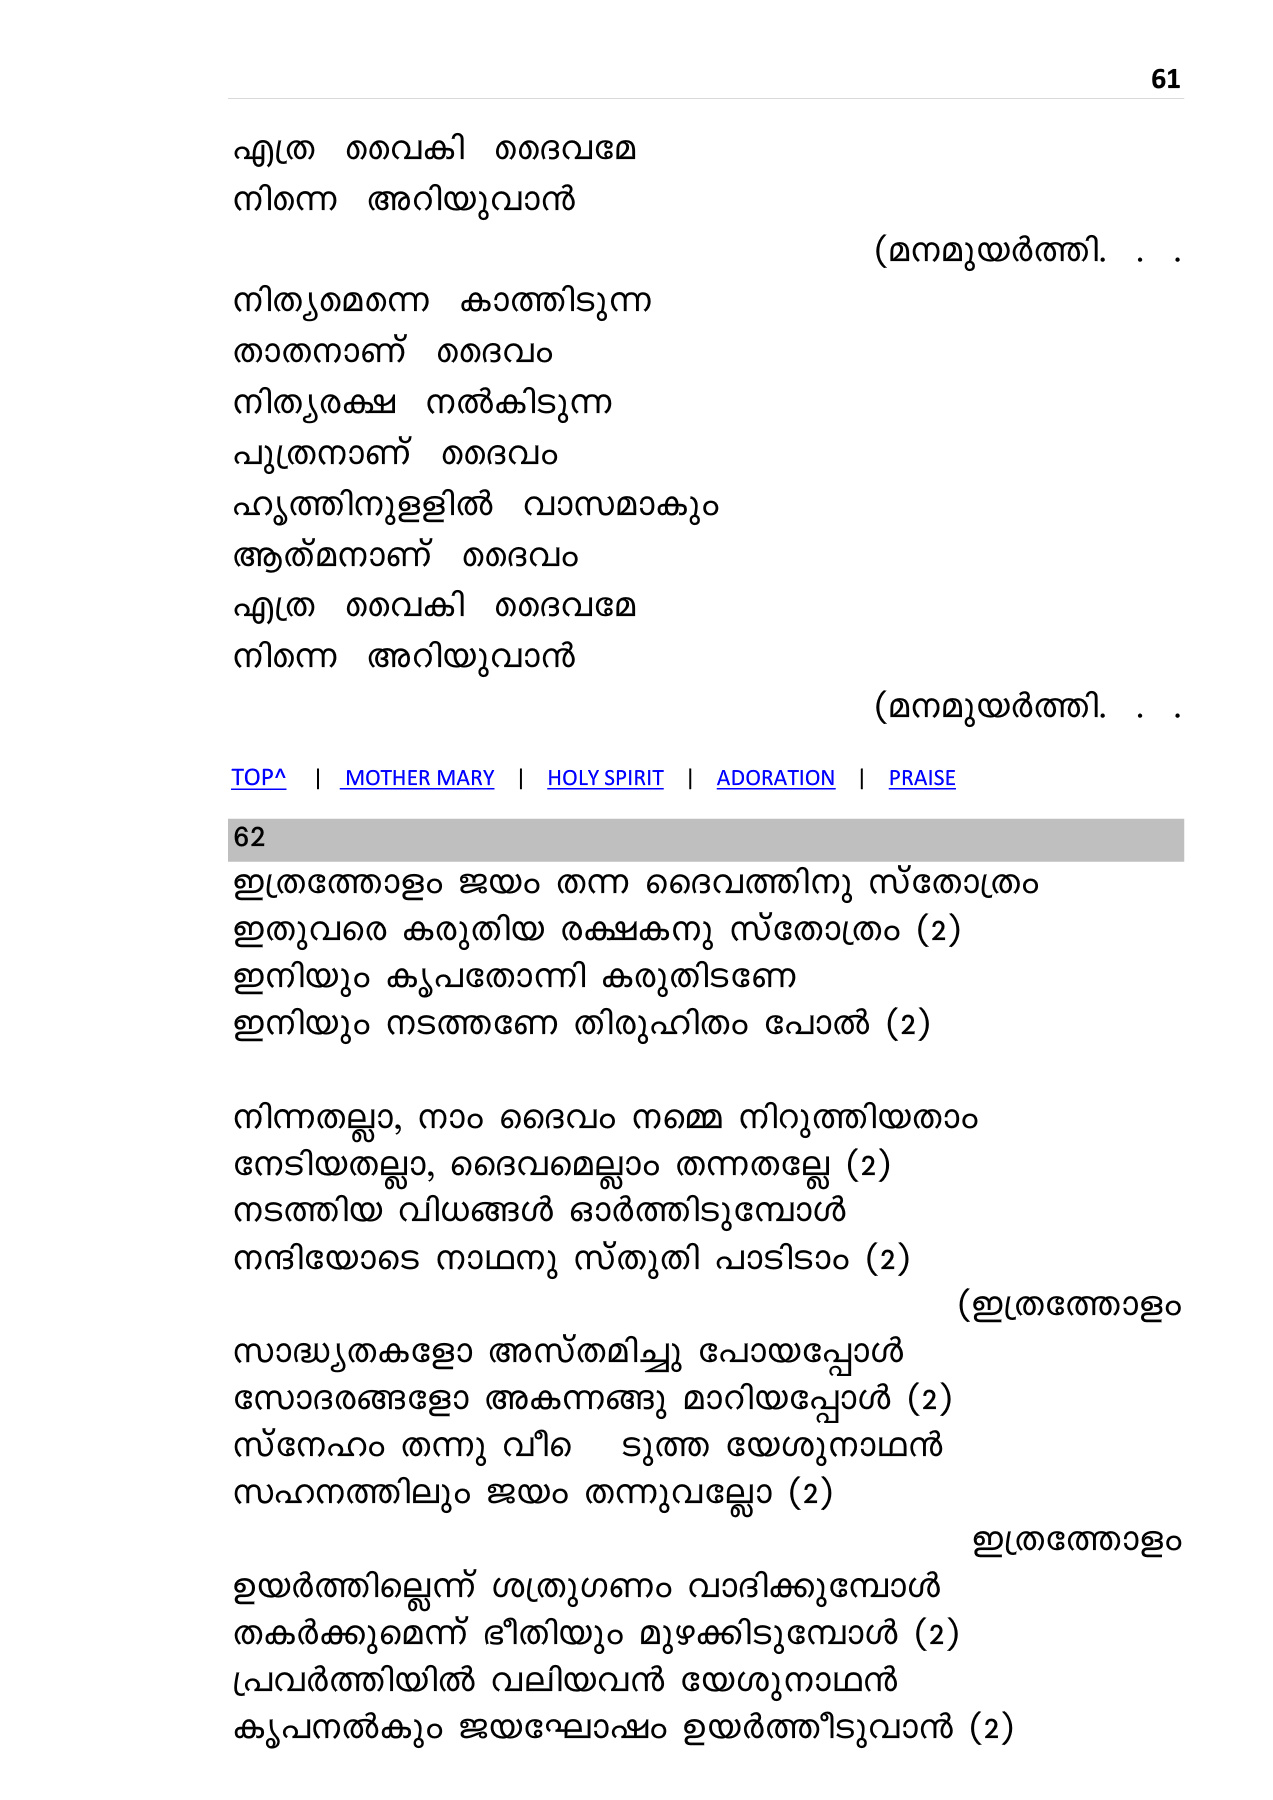 61
എത്ര വൈകി ദൈവമേ
നിന്നെ അറിയുവാൻ
(മനമുയർത്തി. . .
നിത്യമെന്നെ കാത്തിടുന്ന
താതനാണ് ദൈവം
നിത്യരക്ഷ നൽകിടുന്ന
പുത്രനാണ് ദൈവം
ഹൃത്തിനുളളിൽ വാസമാകും
ആത്‌മനാണ് ദൈവം
എത്ര വൈകി ദൈവമേ
നിന്നെ അറിയുവാൻ
(മനമുയർത്തി. . .
TOP^ | MOTHER MARY | HOLY SPIRIT | ADORATION | PRAISE
62
ഇത്രത്തോളം ജയം തന്ന ദൈവത്തിനു സ്തോത്രം
ഇതുവരെ കരുതിയ രക്ഷകനു സ്തോത്രം (2)
ഇനിയും കൃപതോന്നി കരുതിടണേ
ഇനിയും നടത്തണേ തിരുഹിതം പോൽ (2)
നിന്നതല്ലാ, നാം ദൈവം നമ്മെ നിറുത്തിയതാം
നേടിയതല്ലാ, ദൈവമെല്ലാം തന്നതല്ലേ (2)
നടത്തിയ വിധങ്ങൾ ഓർത്തിടുമ്പോൾ
നന്ദിയോടെ നാഥനു സ്തുതി പാടിടാം (2)
(ഇത്രത്തോളം
സാദ്ധ്യതകളോ അസ്തമിച്ചു പോയപ്പോൾ
സോദരങ്ങളോ അകന്നങ്ങു മാറിയപ്പോൾ (2)
സ്നേഹം തന്നു വീ‌െ ടുത്ത യേശുനാഥൻ
സഹനത്തിലും ജയം തന്നുവല്ലോ (2)
ഇത്രത്തോളം
ഉയർത്തില്ലെന്ന് ശത്രുഗണം വാദിക്കുമ്പോൾ
തകർക്കുമെന്ന് ഭീതിയും മുഴക്കിടുമ്പോൾ (2)
പ്രവർത്തിയിൽ വലിയവൻ യേശുനാഥൻ
കൃപനൽകും ജയഘോഷം ഉയർത്തീടുവാൻ (2)